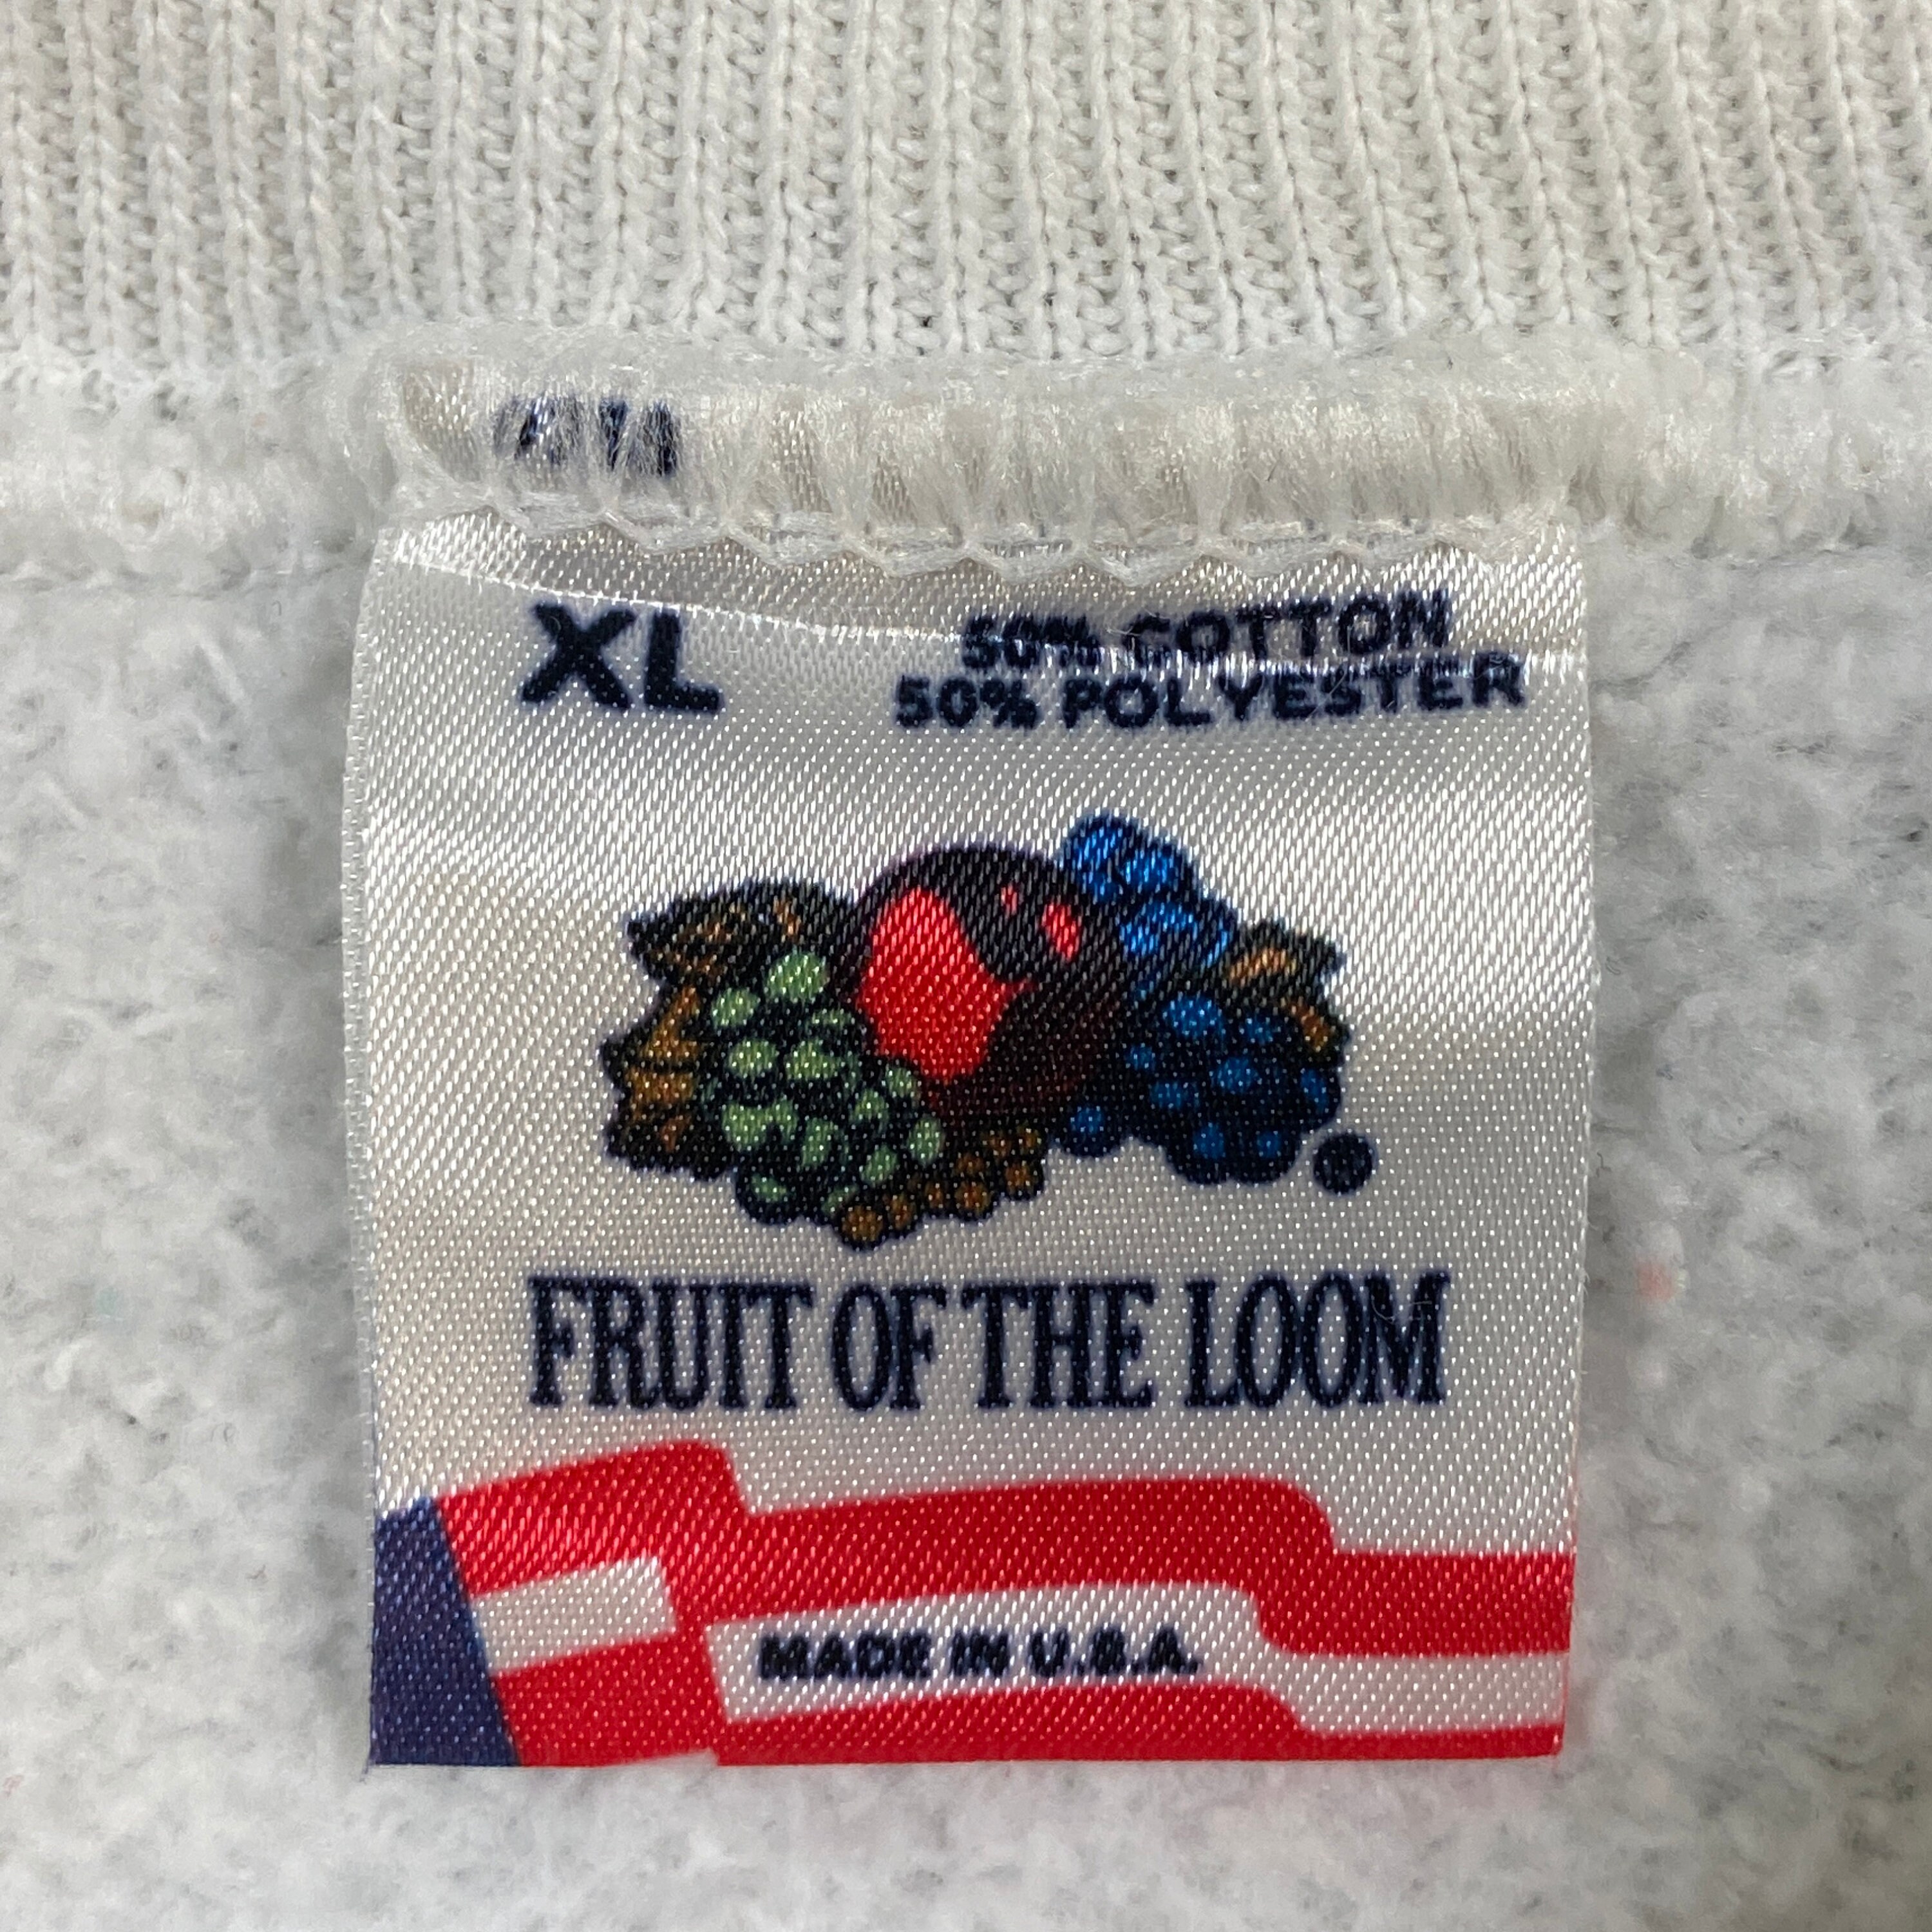 XL
50% COTTON
50% POLYESTER
FRUIT OF THE LOOM
MADE IN U.S.A.